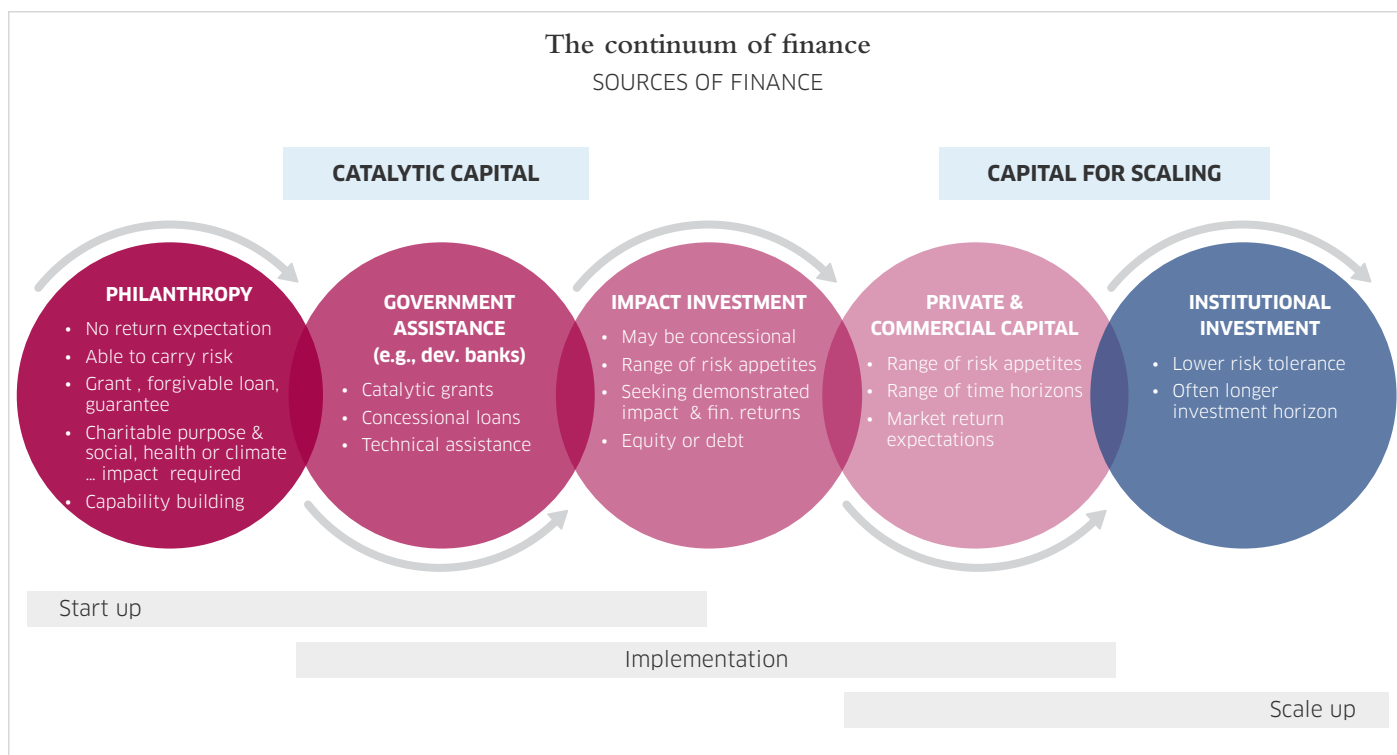 The continuum of finance
SOURCES OF FINANCE
CATALYTIC CAPITAL
CAPITAL FOR SCALING
PHILANTHROPY
• No return expectation
• Able to carry risk
• Grant , forgivable loan,
guarantee
• Charitable purpose &
social, health or climate
... impact required
• Capability building
GOVERNMENT
ASSISTANCE
(e.g., dev. banks)
• Catalytic grants
• Concessional loans
• Technical assistance
IMPACT INVESTMENT
• May be concessional
• Range of risk appetites
• Seeking demonstrated
impact & fin. returns
• Equity or debt
PRIVATE &
COMMERCIAL CAPITAL
• Range of risk appetites
• Range of time horizons
• Market return
expectations
INSTITUTIONAL
INVESTMENT
• Lower risk tolerance
• Often longer
investment horizon
Start up
Implementation
Scale up